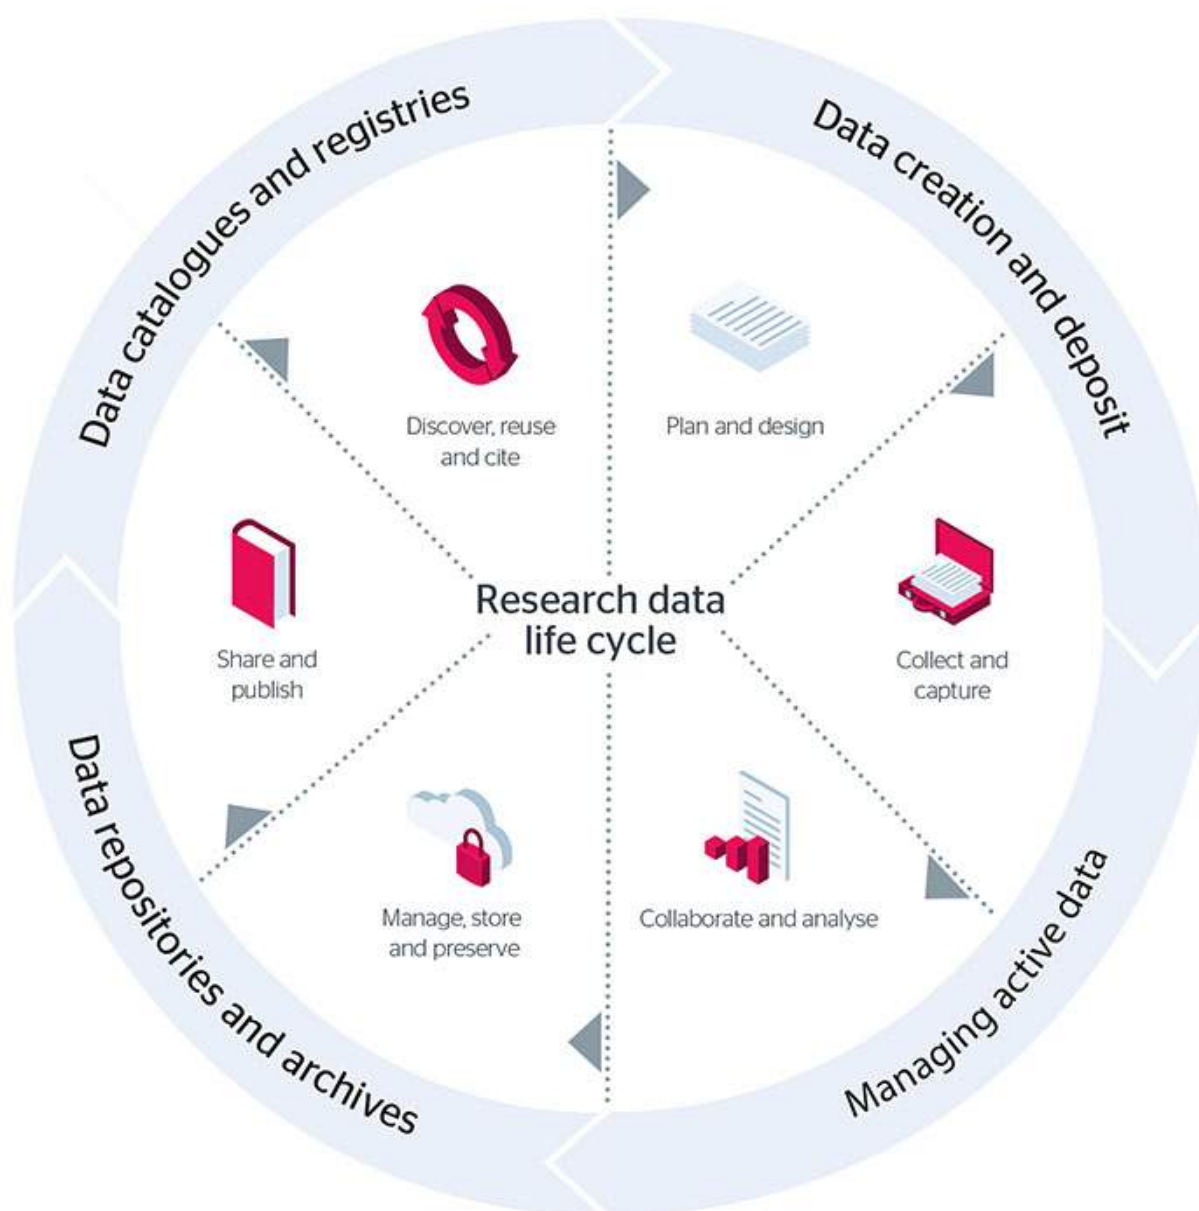 Data catalogues and registries
Data creation and deposit
Discover, reuse
and cite
Plan and design
Research data
life cycle
Share and
publish
Collect and
capture
Manage, store
and preserve
Collaborate and analyse
Data repositories and archives
Managing active data